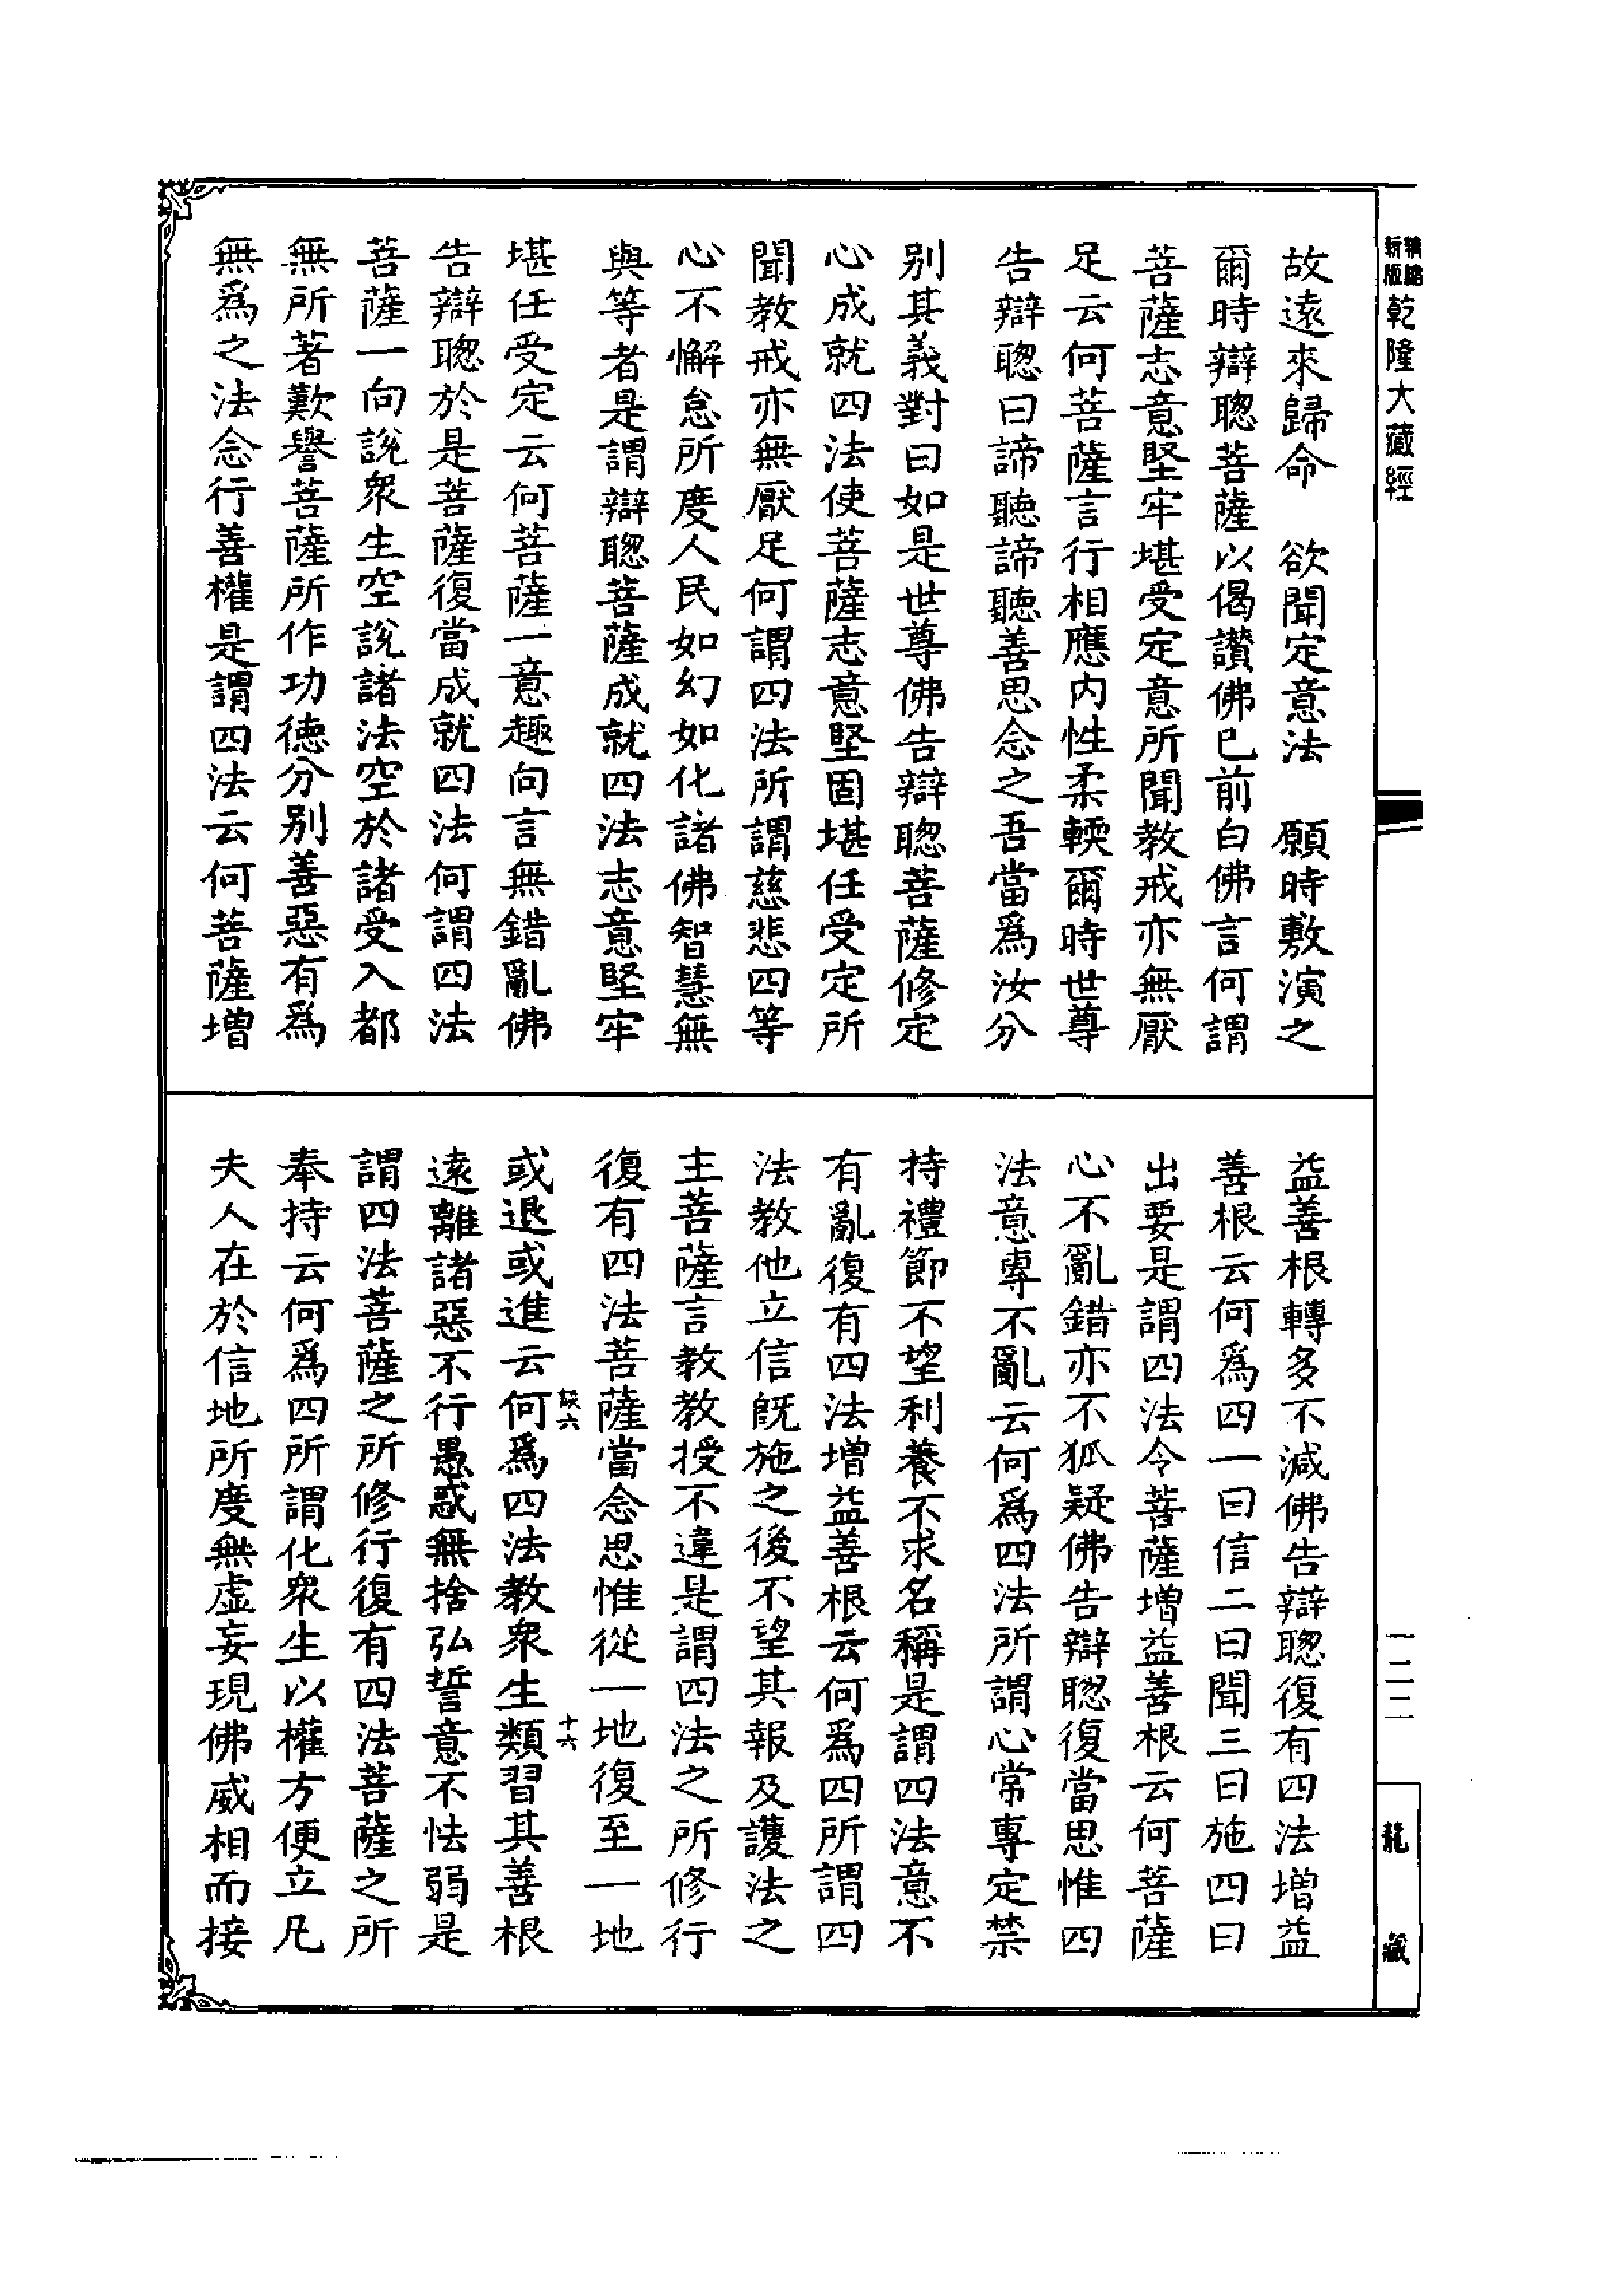 精縮
新版
乾隆大藏經
一二二
龍藏
故遠來歸命　欲聞定意法　願時敷演之
爾時辯聰菩薩以偈讚佛已前白佛言何謂
菩薩志意堅牢堪受定意所聞教戒亦無厭
足云何菩薩言行相應内性柔輭爾時世尊
告辯聰曰諦聽諦聽善思念之吾當爲汝分
别其義對曰如是世尊佛告辯聰菩薩修定
心成就四法使菩薩志意堅固堪任受定所
聞教戒亦無厭足何謂四法所謂慈悲四等
心不懈怠所度人民如幻如化諸佛智慧無
與等者是謂辯聰菩薩成就四法志意堅牢
堪任受定云何菩薩一意趣向言無錯亂佛
告辯聰於是菩薩復當成就四法何謂四法
菩薩一向說衆生空說諸法空於諸受入都
無所著歎譽菩薩所作功德分别善惡有爲
無爲之法念行善權是謂四法云何菩薩增
益善根轉多不減佛告辯聰復有四法增益
善根云何爲四一曰信二曰聞三曰施四曰
出要是謂四法令菩薩增益善根云何菩薩
心不亂錯亦不狐疑佛告辯聰復當思惟四
法意專不亂云何爲四法所謂心常專定禁
持禮節不望利養不求名稱是謂四法意不
有亂復有四法增益善根云何爲四所謂四
法教他立信旣施之後不望其報及護法之
主菩薩言教教授不違是謂四法之所修行
復有四法菩薩當念思惟從一地復至一地
十六
或退或進云何爲四法教衆生類習其善根
遠離諸惡不行愚惑無捨弘誓意不怯弱是
謂四法菩薩之所修行復有四法菩薩之所
奉持云何爲四所謂化衆生以權方便立凡
夫人在於信地所度無虚妄現佛威相而接